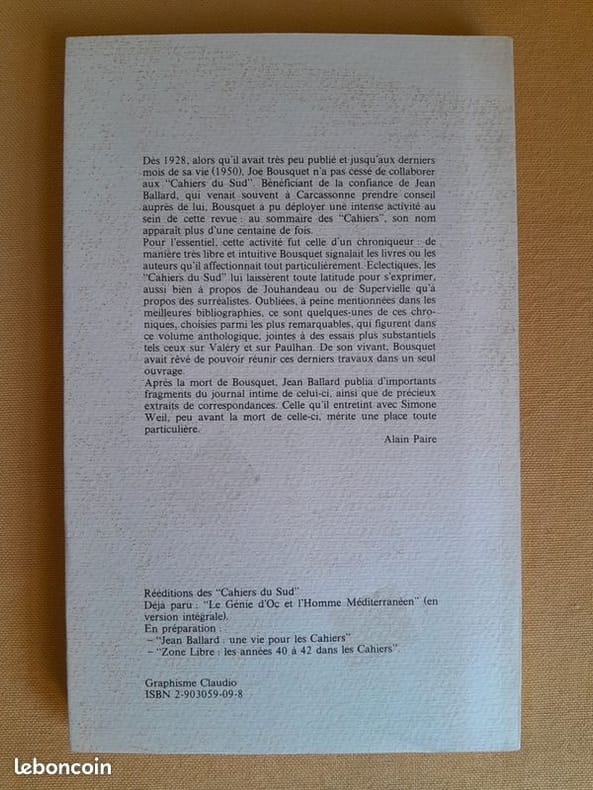 Dès 1928, alors qu'il avait très peu publié et jusqu'aux derniers
mois de sa vie (1950), Joe Bousquet n'a pas cessé de collaborer
aux "Cahiers du Sud". Bénéficiant de la confiance de Jean
Ballard, qui venait souvent à Carcassonne prendre conseil
auprès de lui, Bousquet a pu déployer une intense activité au
sein de cette revue : au sommaire des "Cahiers", son nom
apparaît plus d'une centaine de fois.
Pour l'essentiel, cette activité fut celle d'un chroniqueur : de
manière très libre et intuitive Bousquet signalait les livres ou les
auteurs qu'il affectionnait tout particulièrement. Eclectiques, les
"Cahiers du Sud" lui laissèrent toute latitude pour s'exprimer,
aussi bien à propos de Jouhandeau ou de Supervielle qu'à
propos des surréalistes. Oubliées, à peine mentionnées dans les
meilleures bibliographies, ce sont quelques-unes de ces chro-
niques, choisies parmi les plus remarquables, qui figurent dans
ce volume anthologique, jointes à des essais plus substantiels
tels ceux sur Valéry et sur Paulhan. De son vivant, Bousquet
avait rêvé de pouvoir réunir ces derniers travaux dans un seul
ouvrage.
Après la mort de Bousquet, Jean Ballard publia d'importants
fragments du journal intime de celui-ci, ainsi que de précieux
extraits de correspondances. Celle qu'il entretint avec Simone
Weil, peu avant la mort de celle-ci, mérite une place toute
particulière.
Alain Paire
Rééditions des "Cahiers du Sud"
Déjà paru : "Le Génie d'Oc et l'Homme Méditerranéen" (en
version intégrale).
En préparation :
– "Jean Ballard : une vie pour les Cahiers"
– "Zone Libre : les années 40 à 42 dans les Cahiers".
Graphisme Claudio
ISBN 2-903059-09-8
leboncoin